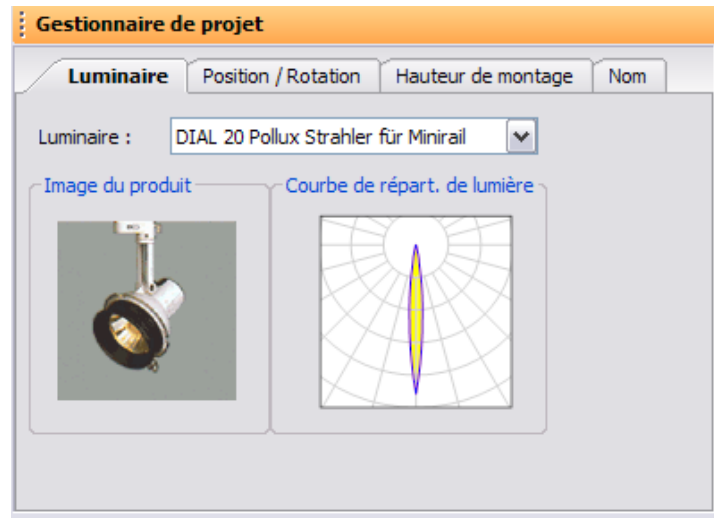 Gestionnaire de projet
Luminaire
Position / Rotation
Hauteur de montage
Nom
Luminaire :
DIAL 20 Pollux Strahler für Minirail
Image du produit
Courbe de répart. de lumière